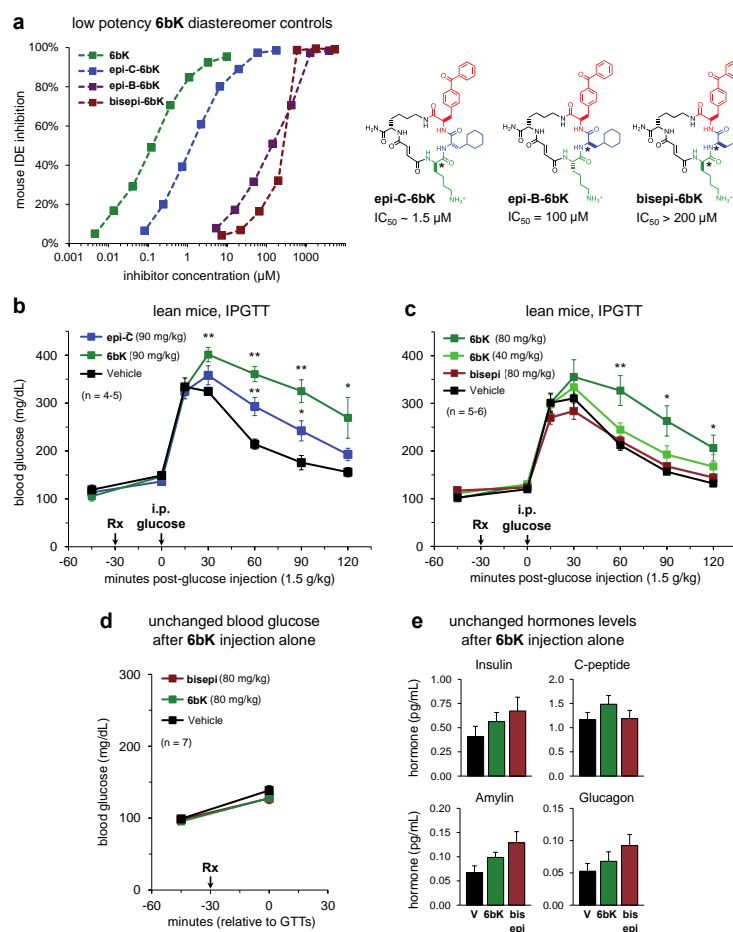 a low potency 6bK diastereomer controls
mouse IDE inhibition
100%
80%
60%
40%
20%
0%
6bK
epi-C-6bK
epi-B-6bK
bisepi-6bK
0.001 0.01 0.1 1 10 100 1000
inhibitor concentration (µM)
epi-C-6bK
IC50 ~ 1.5 µM
epi-B-6bK
IC50 = 100 µM
bisepi-6bK
IC50 > 200 µM
b lean mice, IPGTT
blood glucose (mg/dL)
400
300
200
100
0
epi-C (90 mg/kg)
6bK (90 mg/kg)
Vehicle
(n = 4-5)
** ** ** *
** *
Rx
i.p.
glucose
-60 -30 0 30 60 90 120
minutes post-glucose injection (1.5 g/kg)
c lean mice, IPGTT
400
300
200
100
0
6bK (80 mg/kg)
6bK (40 mg/kg)
bisepi (80 mg/kg)
Vehicle
(n = 5-6)
** * *
Rx
i.p.
glucose
-60 -30 0 30 60 90 120
minutes post-glucose injection (1.5 g/kg)
d unchanged blood glucose
after 6bK injection alone
blood glucose (mg/dL)
300
200
100
0
bisepi (80 mg/kg)
6bK (80 mg/kg)
Vehicle
(n = 7)
Rx
-60 -30 0 30
minutes (relative to GTTs)
e unchanged hormones levels
after 6bK injection alone
Insulin
hormone (pg/mL)
1.00
0.75
0.50
0.25
0.00
C-peptide
2.0
1.5
1.0
0.5
0.0
Amylin
hormone (pg/mL)
0.20
0.15
0.10
0.05
0.00
V 6bK bis
epi
Glucagon
0.20
0.15
0.10
0.05
0.00
V 6bK bis
epi